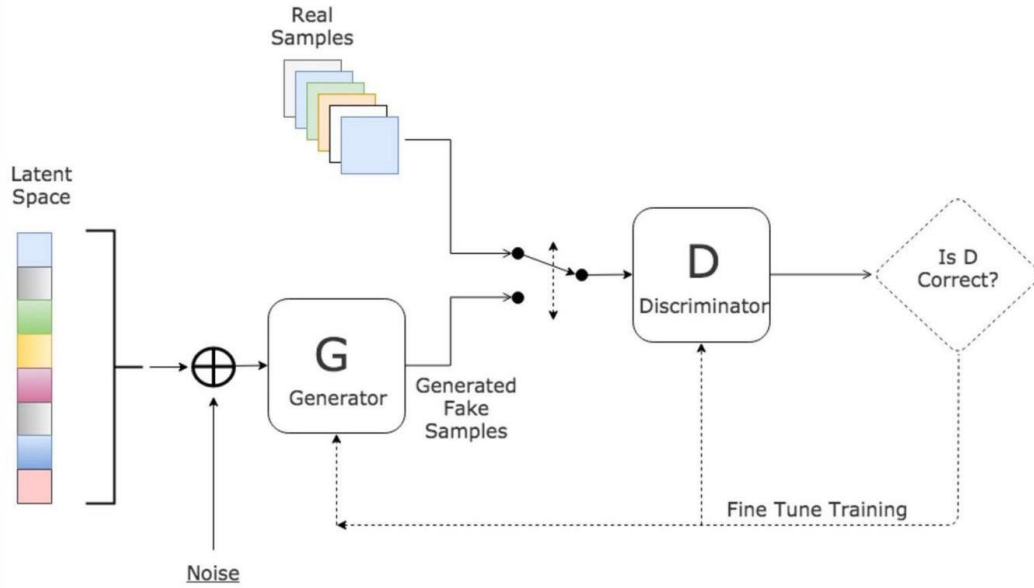 Real
Samples
Latent
Space
D
Discriminator
Is D
Correct?
G
Generator
Generated
Fake
Samples
Fine Tune Training
Noise